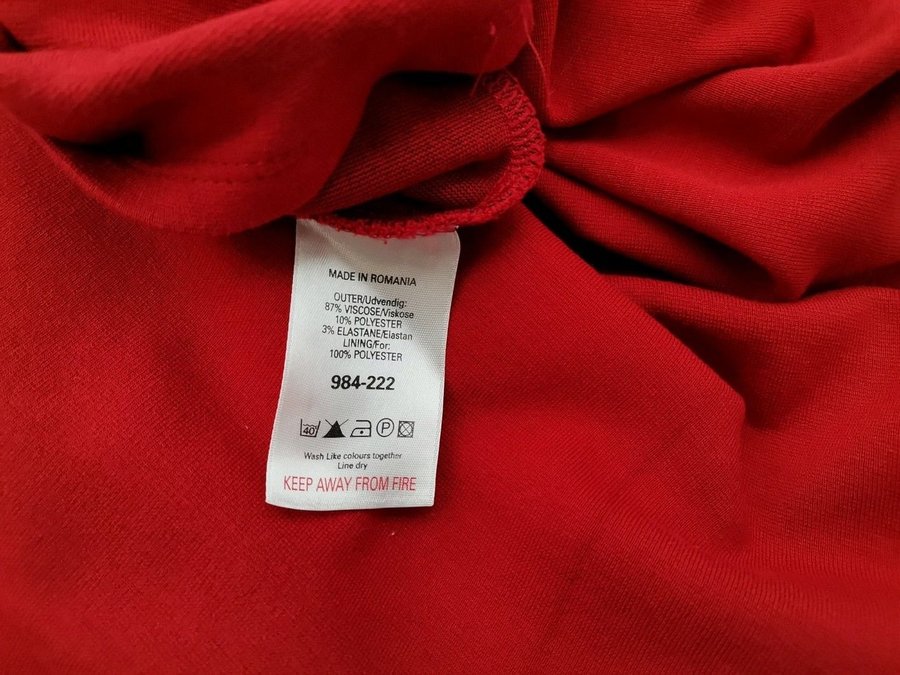 MADE IN ROMANIA
OUTER/Udvendig:
87% VISCOSE/Viskose
10% POLYESTER
3% ELASTANE/Elastan
LINING/For:
100% POLYESTER
984-222
40 P
Wash Like colours together
Line dry
KEEP AWAY FROM FIRE